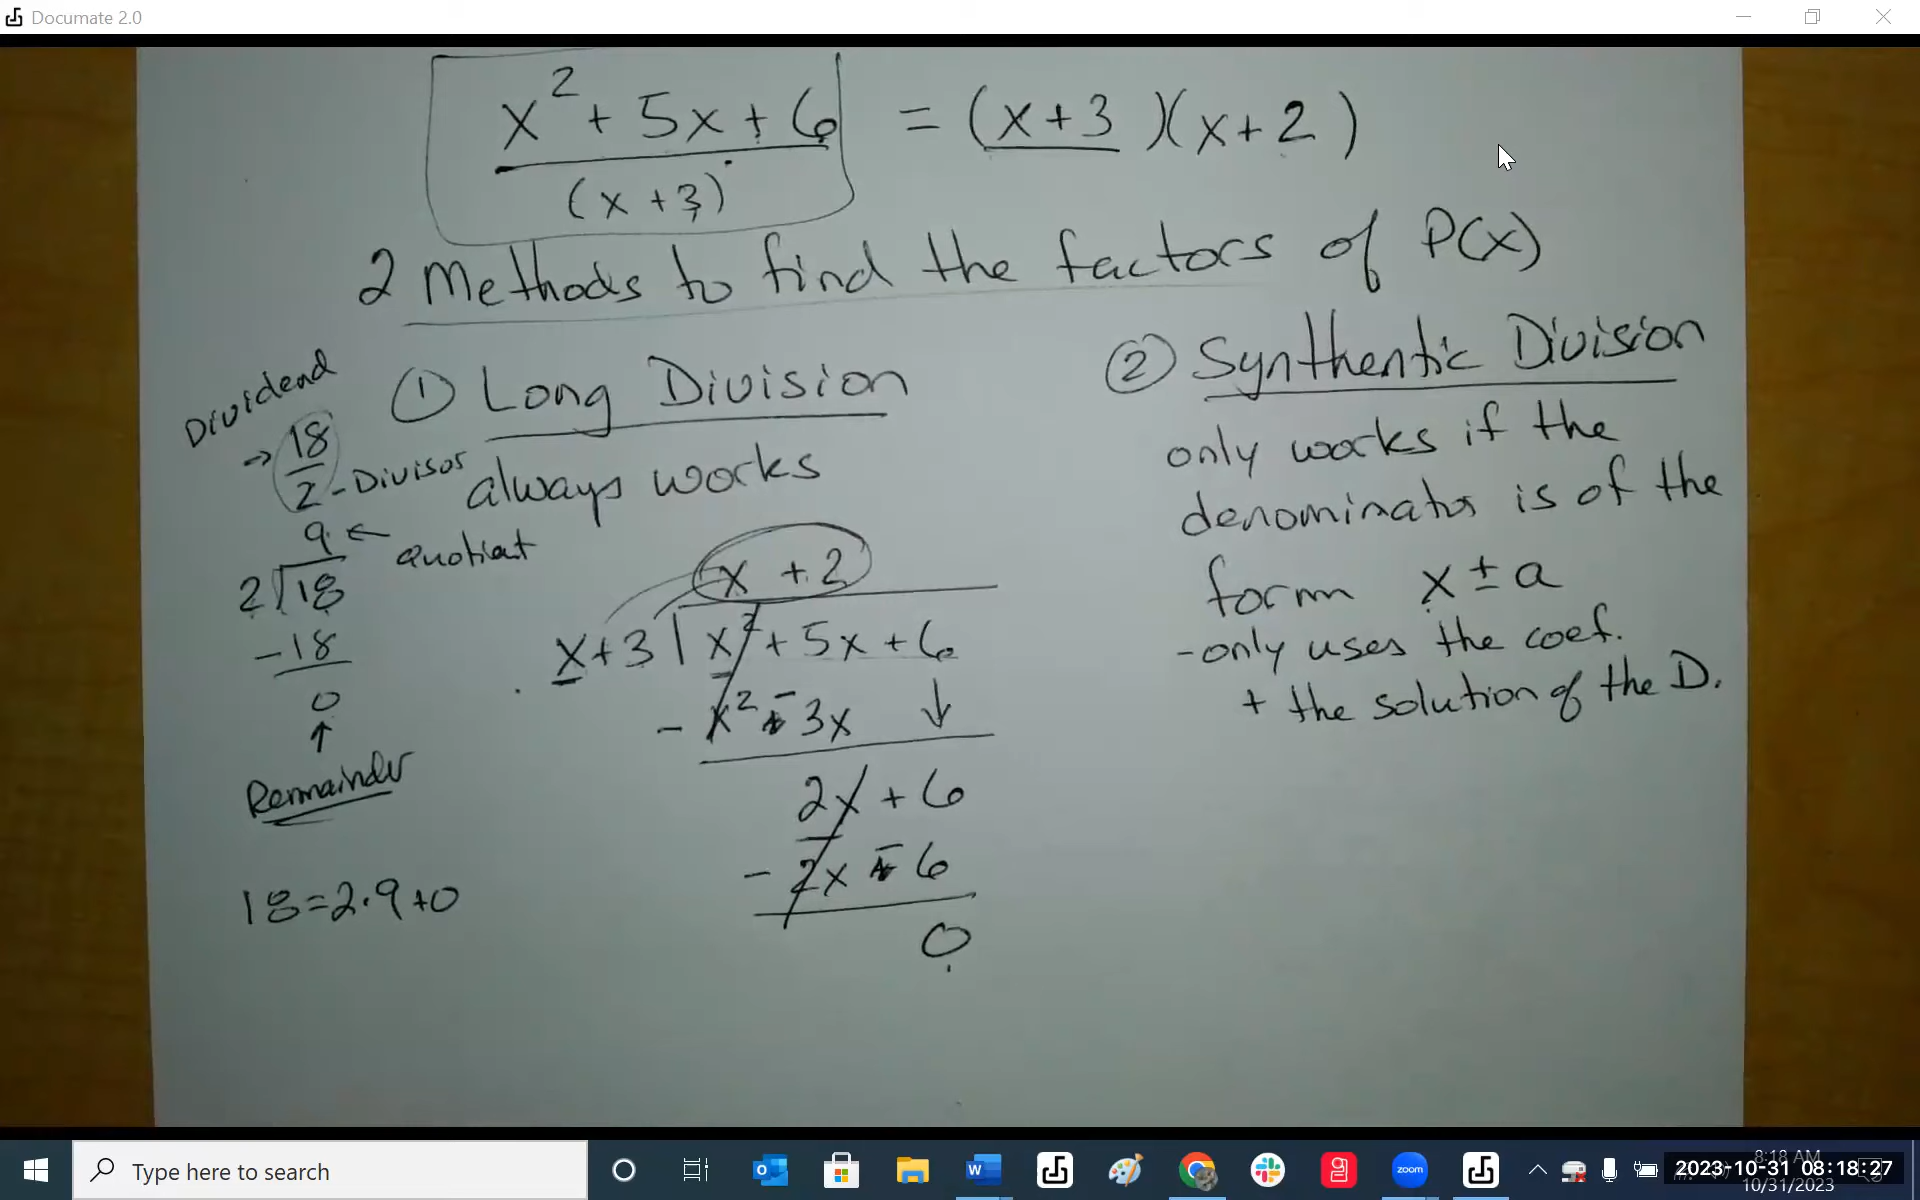 Documate 2.0
x² + 5x + 6 = (x+3)(x+2)
(x+3)
2 Methods to find the factors of P(x)
Dividend
① Long Division
always works
→ 18
2 - Divisor
9 ← Quotient
2⟌18
-18
0
↑
Remainder
18=2·9+0
x + 2
x+3⟌x² + 5x + 6
- x² + 3x ↓
2x + 6
- 2x + 6
0
② Synthentic Division
only works if the
denominator is of the
form x ± a
- only uses the coef.
+ the solution of the D.
Type here to search
zoom
8:18 AM
10/31/2023
2023-10-31 08:18:27